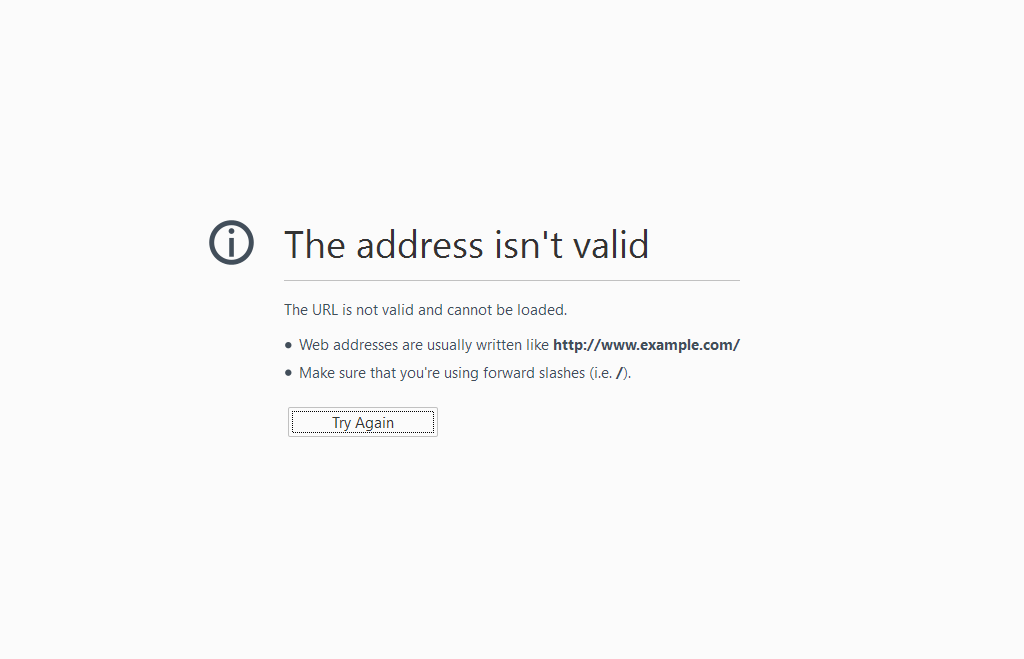 The address isn't valid
The URL is not valid and cannot be loaded.
• Web addresses are usually written like http://www.example.com/
• Make sure that you're using forward slashes (i.e. /).
Try Again